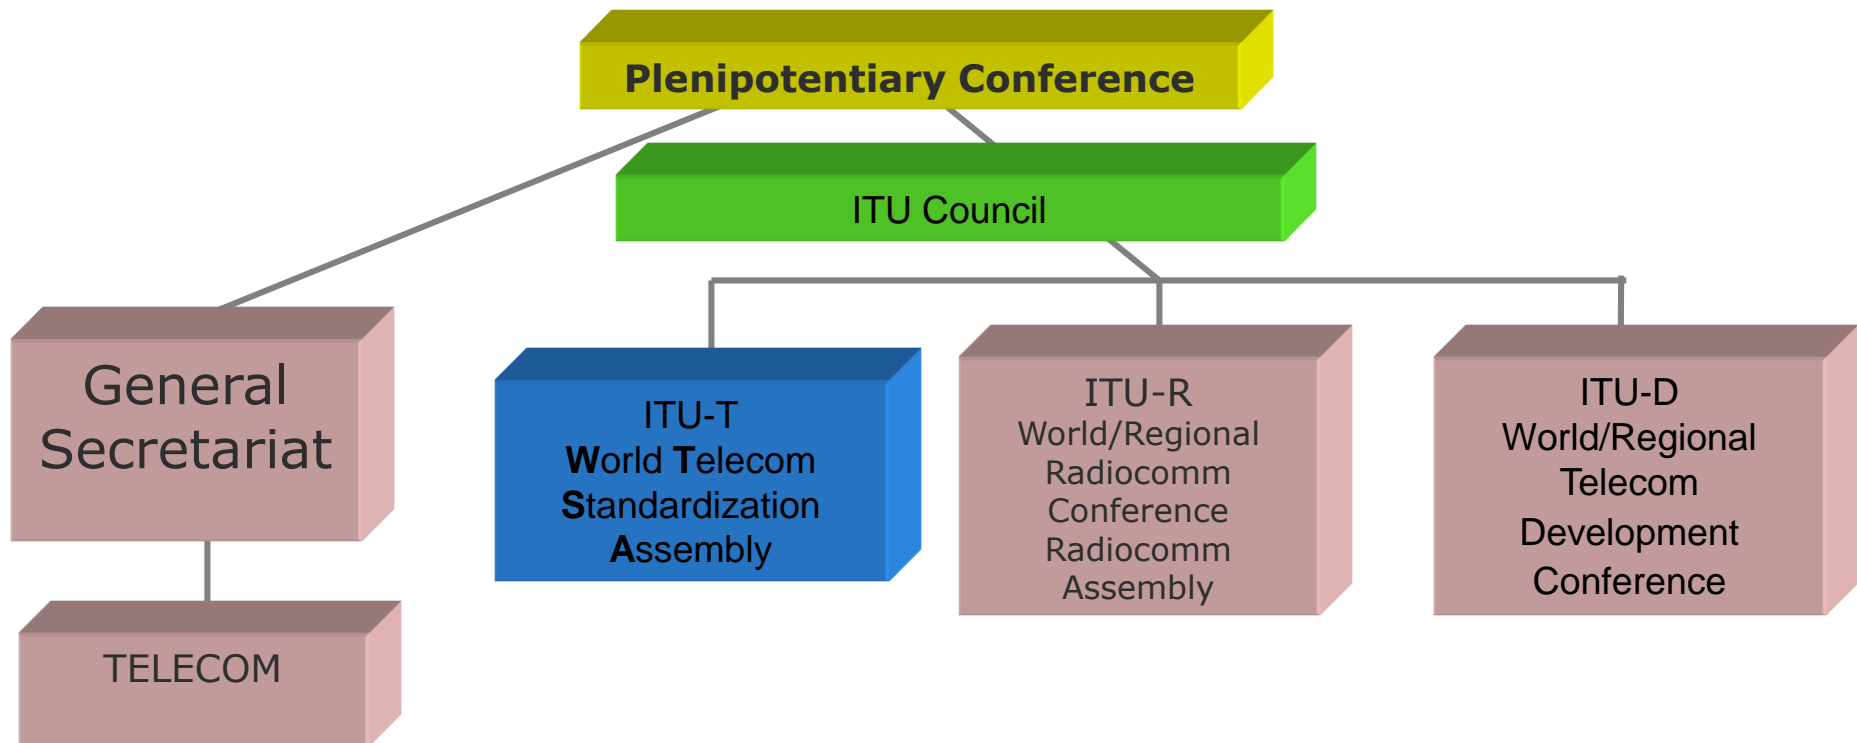 Plenipotentiary Conference
ITU Council
General
Secretariat
TELECOM
ITU-T
World Telecom
Standardization
Assembly
ITU-R
World/Regional
Radiocomm
Conference
Radiocomm
Assembly
ITU-D
World/Regional
Telecom
Development
Conference